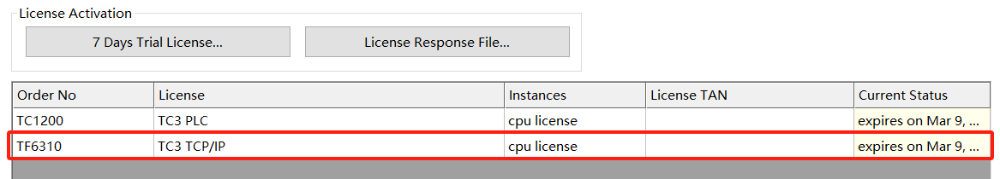 License Activation
7 Days Trial License...
License Response File...
Order No License Instances License TAN Current Status
TC1200 TC3 PLC cpu license expires on Mar 9, ...
TF6310 TC3 TCP/IP cpu license expires on Mar 9, ...